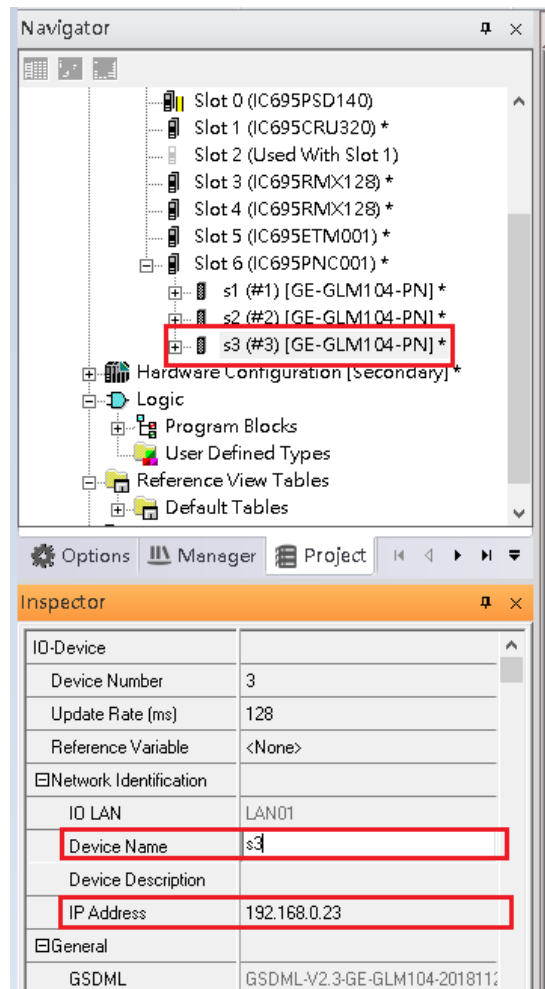 Navigator
Slot 0 (IC695PSD140)
Slot 1 (IC695CRU320) *
Slot 2 (Used With Slot 1)
Slot 3 (IC695RMX128) *
Slot 4 (IC695RMX128) *
Slot 5 (IC695ETM001) *
Slot 6 (IC695PNC001) *
s1 (#1) [GE-GLM104-PN] *
s2 (#2) [GE-GLM104-PN] *
s3 (#3) [GE-GLM104-PN] *
Hardware Configuration [Secondary] *
Logic
Program Blocks
User Defined Types
Reference View Tables
Default Tables
Options Manager Project
Inspector
IO-Device
Device Number 3
Update Rate (ms) 128
Reference Variable <None>
Network Identification
IO LAN LAN01
Device Name s3
Device Description
IP Address 192.168.0.23
General
GSDML GSDML-V2.3-GE-GLM104-2018112